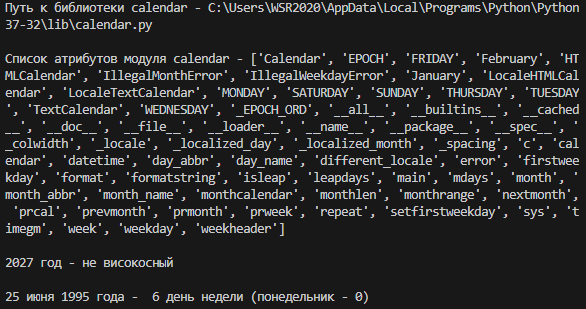 Путь к библиотеки calendar - C:\Users\WSR2020\AppData\Local\Programs\Python\Python
37-32\lib\calendar.py
Список атрибутов модуля calendar - ['Calendar', 'EPOCH', 'FRIDAY', 'February', 'HT
MLCalendar', 'IllegalMonthError', 'IllegalWeekdayError', 'January', 'LocaleHTMLCal
endar', 'LocaleTextCalendar', 'MONDAY', 'SATURDAY', 'SUNDAY', 'THURSDAY', 'TUESDAY
', 'TextCalendar', 'WEDNESDAY', '_EPOCH_ORD', '__all__', '__builtins__', '__cached
__', '__doc__', '__file__', '__loader__', '__name__', '__package__', '__spec__', '
_colwidth', '_locale', '_localized_day', '_localized_month', '_spacing', 'c', 'cal
endar', 'datetime', 'day_abbr', 'day_name', 'different_locale', 'error', 'firstwee
kday', 'format', 'formatstring', 'isleap', 'leapdays', 'main', 'mdays', 'month', '
month_abbr', 'month_name', 'monthcalendar', 'monthlen', 'monthrange', 'nextmonth',
 'prcal', 'prevmonth', 'prmonth', 'prweek', 'repeat', 'setfirstweekday', 'sys', 't
imegm', 'week', 'weekday', 'weekheader']
2027 год - не високосный
25 июня 1995 года -  6 день недели (понедельник - 0)